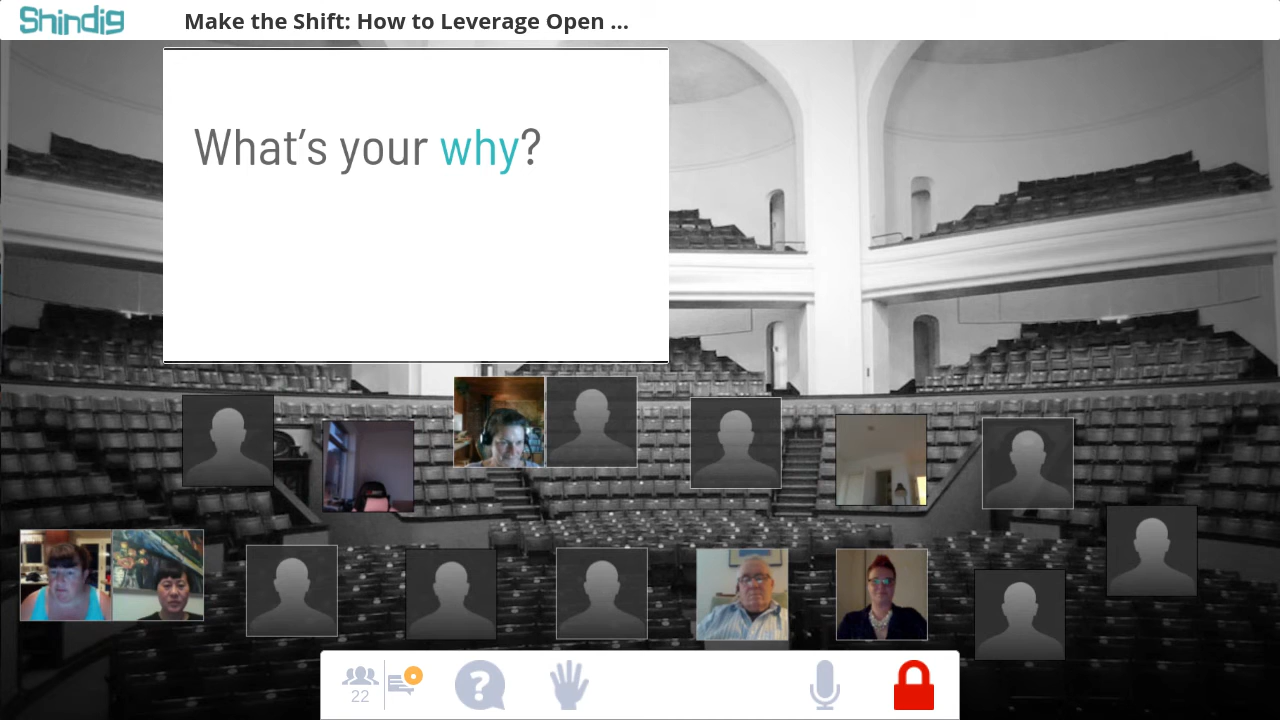 Shindig
Make the Shift: How to Leverage Open ...
What's your why?
?
22